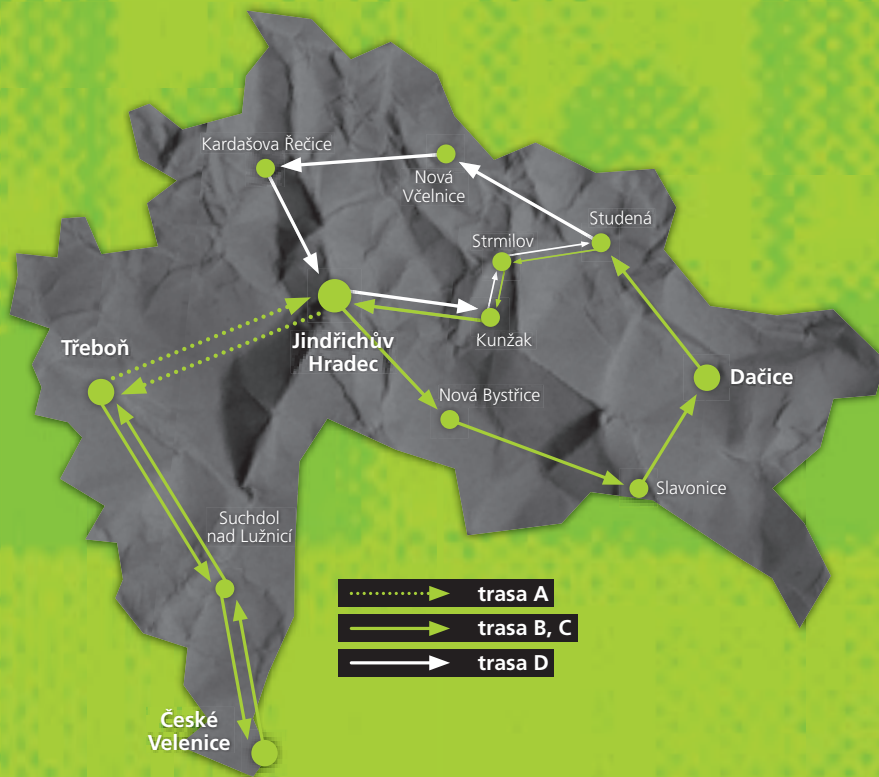 Kardašova Řečice
Nová
Včelnice
Studená
Strmilov
Kunžak
Jindřichův
Hradec
Třeboň
Dačice
Nová Bystřice
Slavonice
Suchdol
nad Lužnicí
České
Velenice
trasa A
trasa B, C
trasa D